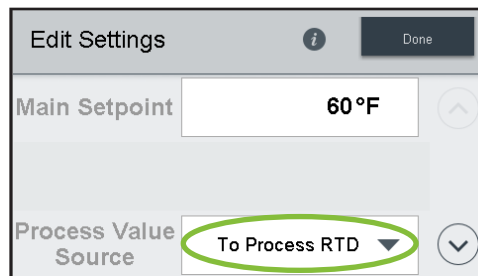 Edit Settings
i
Done
Main Setpoint
60°F
Process Value
Source
To Process RTD